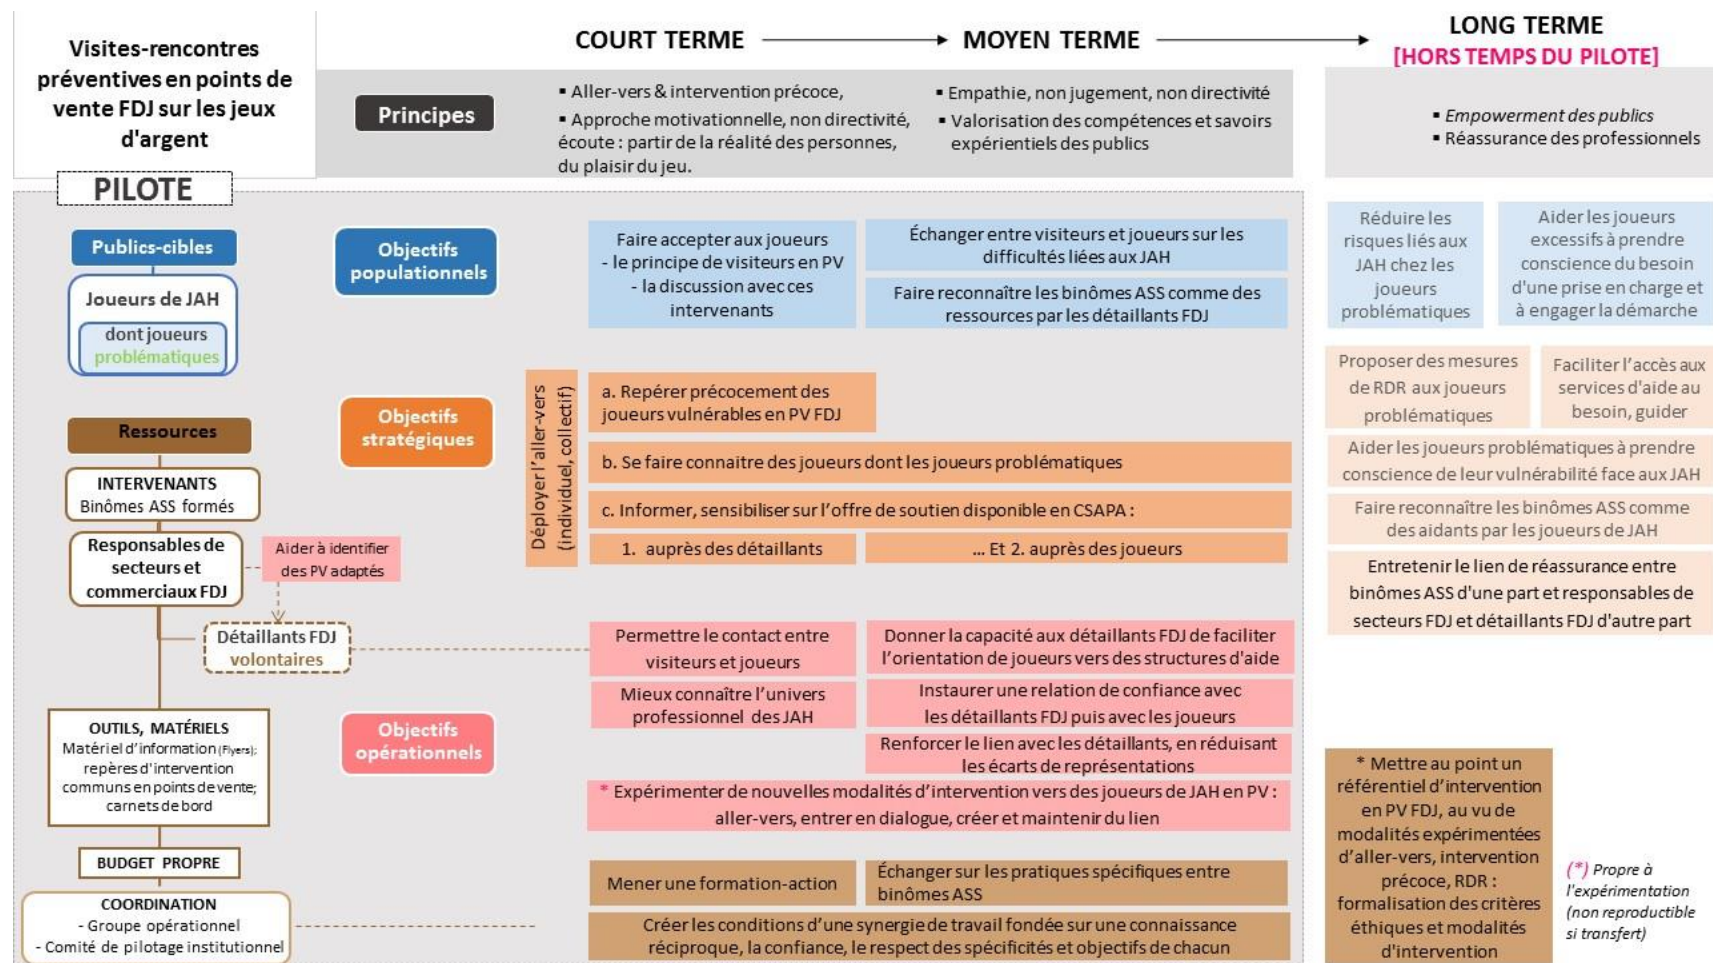 Visites-rencontres
préventives en points de
vente FDJ sur les jeux
d'argent
COURT TERME
MOYEN TERME
LONG TERME
[HORS TEMPS DU PILOTE]
Principes
▪ Aller-vers & intervention précoce,
▪ Approche motivationnelle, non directivité,
écoute : partir de la réalité des personnes,
du plaisir du jeu.
▪ Empathie, non jugement, non directivité
▪ Valorisation des compétences et savoirs
expérientiels des publics
▪ Empowerment des publics
▪ Réassurance des professionnels
PILOTE
Publics-cibles
Joueurs de JAH
dont joueurs
problématiques
Objectifs
populationnels
Faire accepter aux joueurs
- le principe de visiteurs en PV
- la discussion avec ces
intervenants
Échanger entre visiteurs et joueurs sur les
difficultés liées aux JAH
Faire reconnaître les binômes ASS comme des
ressources par les détaillants FDJ
Réduire les
risques liés aux
JAH chez les
joueurs
problématiques
Aider les joueurs
excessifs à prendre
conscience du besoin
d'une prise en charge et
à engager la démarche
Ressources
INTERVENANTS
Binômes ASS formés
Responsables de
secteurs et
commerciaux FDJ
Aider à identifier
des PV adaptés
Détaillants FDJ
volontaires
Objectifs
stratégiques
Déployer l'aller-vers
(individuel, collectif)
a. Repérer précocement des
joueurs vulnérables en PV FDJ
b. Se faire connaitre des joueurs dont les joueurs problématiques
c. Informer, sensibiliser sur l'offre de soutien disponible en CSAPA :
1. auprès des détaillants
... Et 2. auprès des joueurs
Proposer des mesures
de RDR aux joueurs
problématiques
Faciliter l'accès aux
services d'aide au
besoin, guider
Aider les joueurs problématiques à prendre
conscience de leur vulnérabilité face aux JAH
Faire reconnaître les binômes ASS comme
des aidants par les joueurs de JAH
Entretenir le lien de réassurance entre
binômes ASS d'une part et responsables de
secteurs FDJ et détaillants FDJ d'autre part
OUTILS, MATÉRIELS
Matériel d'information (Flyers);
repères d'intervention
communs en points de vente;
carnets de bord
BUDGET PROPRE
COORDINATION
- Groupe opérationnel
- Comité de pilotage institutionnel
Objectifs
opérationnels
Permettre le contact entre
visiteurs et joueurs
Donner la capacité aux détaillants FDJ de faciliter
l'orientation de joueurs vers des structures d'aide
Mieux connaître l'univers
professionnel des JAH
Instaurer une relation de confiance avec
les détaillants FDJ puis avec les joueurs
Renforcer le lien avec les détaillants, en réduisant
les écarts de représentations
* Expérimenter de nouvelles modalités d'intervention vers des joueurs de JAH en PV :
aller-vers, entrer en dialogue, créer et maintenir du lien
Mener une formation-action
Échanger sur les pratiques spécifiques entre
binômes ASS
Créer les conditions d'une synergie de travail fondée sur une connaissance
réciproque, la confiance, le respect des spécificités et objectifs de chacun
* Mettre au point un
référentiel d'intervention
en PV FDJ, au vu de
modalités expérimentées
d'aller-vers, intervention
précoce, RDR :
formalisation des critères
éthiques et modalités
d'intervention
(*) Propre à
l'expérimentation
(non reproductible
si transfert)